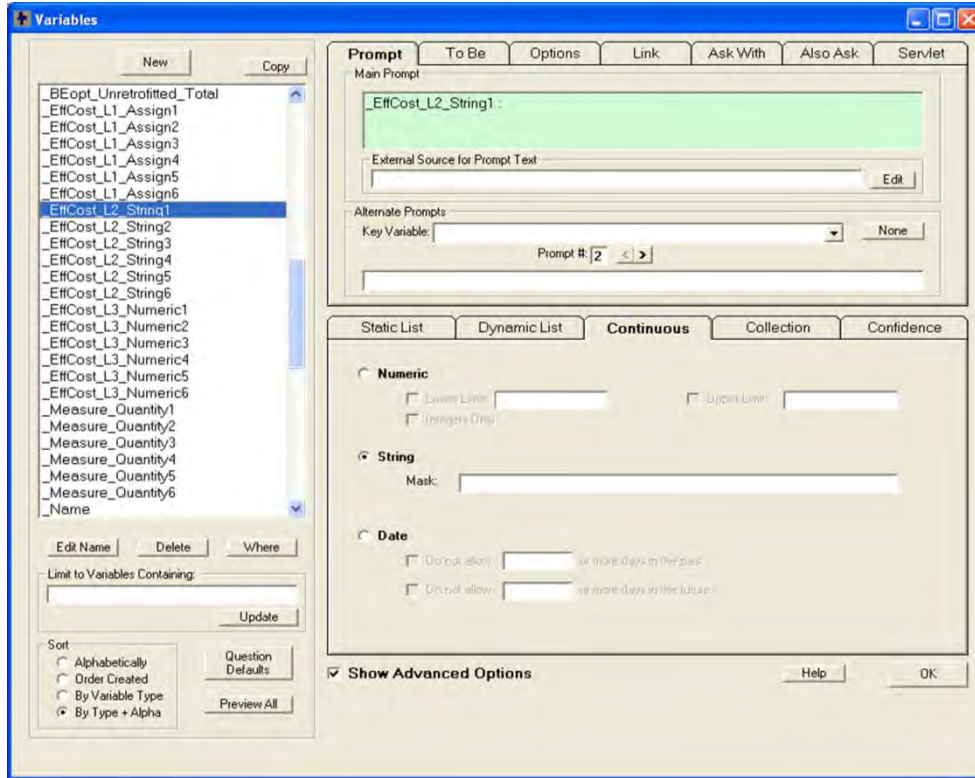 Variables
New
Copy
_BEopt_Unretrofitted_Total
_EffCost_L1_Assign1
_EffCost_L1_Assign2
_EffCost_L1_Assign3
_EffCost_L1_Assign4
_EffCost_L1_Assign5
_EffCost_L1_Assign6
_EffCost_L2_String1
_EffCost_L2_String2
_EffCost_L2_String3
_EffCost_L2_String4
_EffCost_L2_String5
_EffCost_L2_String6
_EffCost_L3_Numeric1
_EffCost_L3_Numeric2
_EffCost_L3_Numeric3
_EffCost_L3_Numeric4
_EffCost_L3_Numeric5
_EffCost_L3_Numeric6
_Measure_Quantity1
_Measure_Quantity2
_Measure_Quantity3
_Measure_Quantity4
_Measure_Quantity5
_Measure_Quantity6
_Name
Edit Name Delete Where
Limit to Variables Containing:
Update
Sort
Alphabetically
Order Created
By Variable Type
By Type + Alpha
Question Defaults
Preview All
Prompt To Be Options Link Ask With Also Ask Servlet
Main Prompt
_EffCost_L2_String1 :
External Source for Prompt Text
Edit
Alternate Prompts
Key Variable: None
Prompt #: 2 < >
Static List Dynamic List Continuous Collection Confidence
Numeric
Lower Limit Upper Limit
Integers Only
String
Mask:
Date
Do not allow or more days in the past
Do not allow or more days in the future
Show Advanced Options Help OK